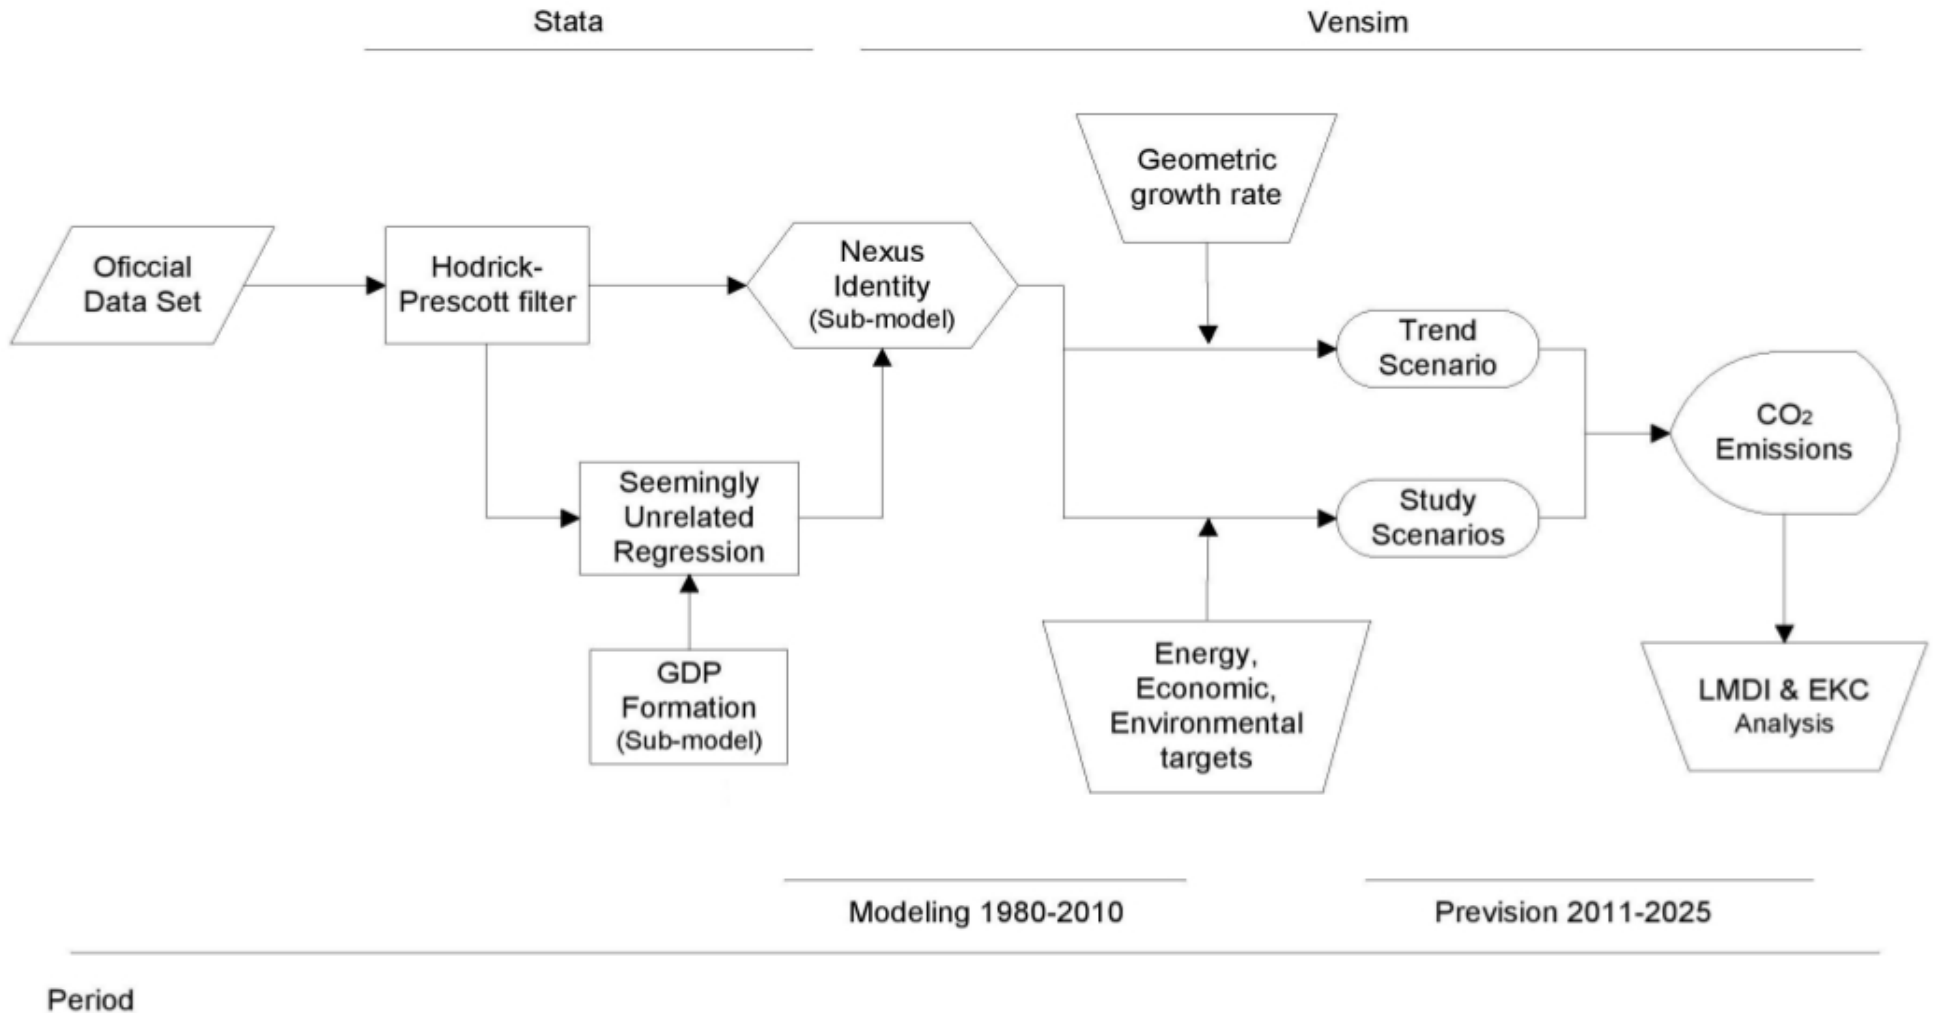 Stata
Vensim
Geometric
growth rate
Oficcial
Data Set
Hodrick-
Prescott filter
Nexus
Identity
(Sub-model)
Trend
Scenario
CO₂
Emissions
Seemingly
Unrelated
Regression
Study
Scenarios
GDP
Formation
(Sub-model)
Energy,
Economic,
Environmental
targets
LMDI & EKC
Analysis
Modeling 1980-2010
Prevision 2011-2025
Period